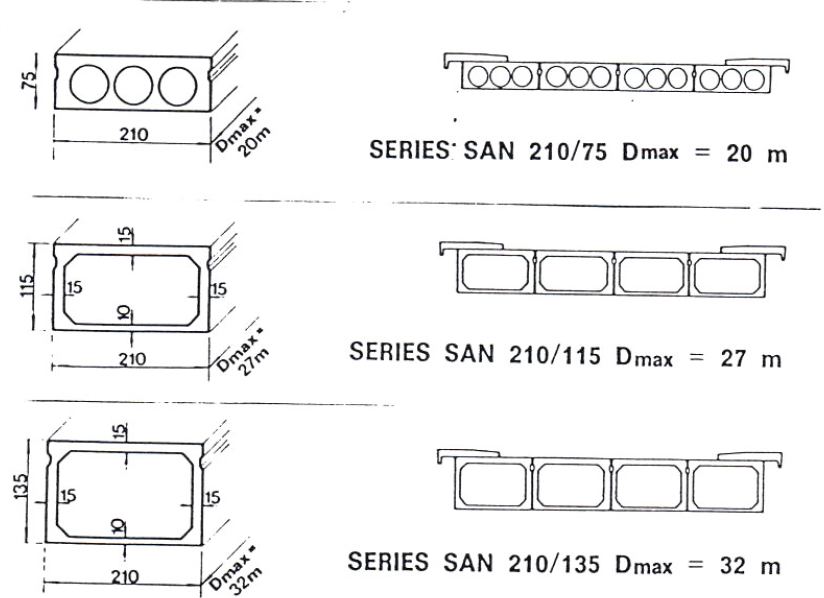 75
210
Dmax =
20m
SERIES SAN 210/75 Dmax = 20 m
15
115
15
15
10
210
Dmax =
27m
SERIES SAN 210/115 Dmax = 27 m
15
135
15
15
10
210
Dmax =
32m
SERIES SAN 210/135 Dmax = 32 m